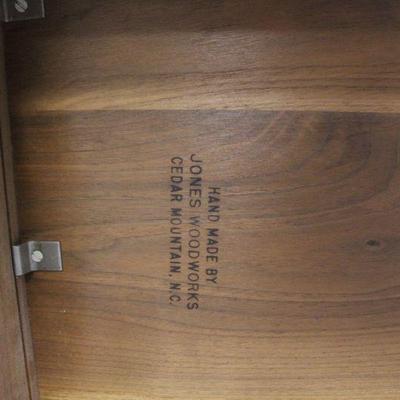 HAND MADE BY
JONES WOODWORKS
CEDAR MOUNTAIN, N.C.